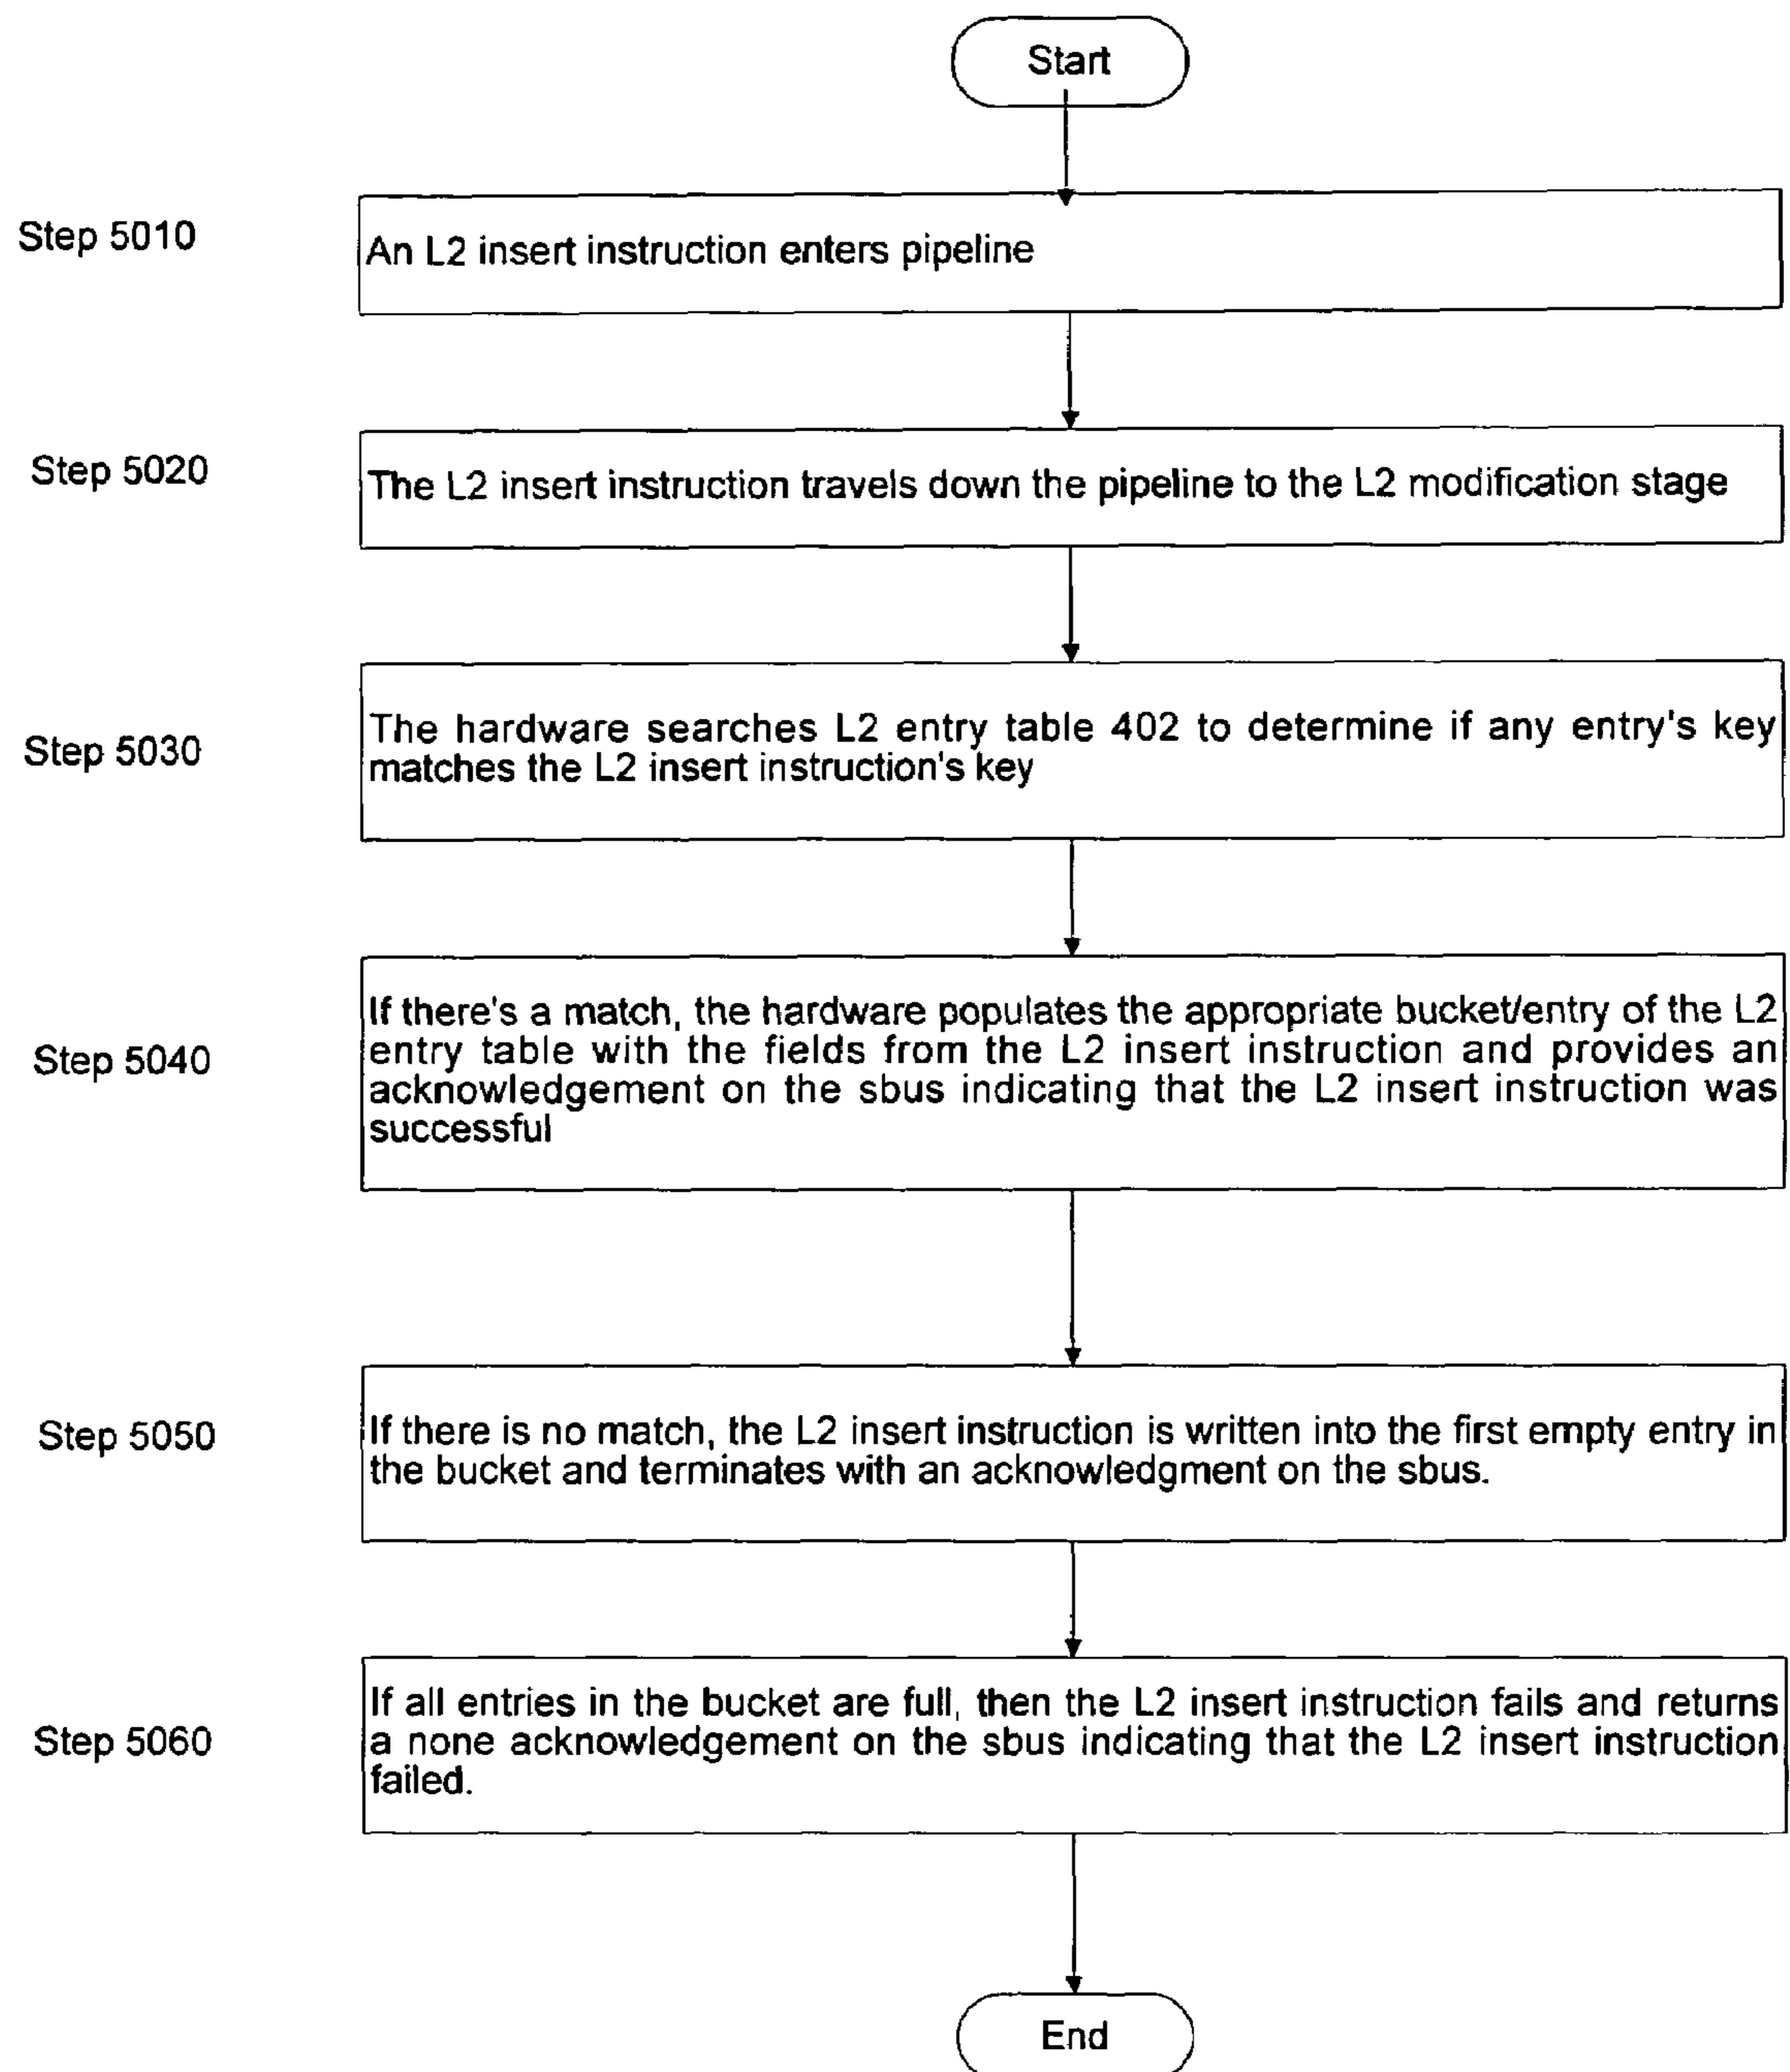 Start
Step 5010
An L2 insert instruction enters pipeline
Step 5020
The L2 insert instruction travels down the pipeline to the L2 modification stage
Step 5030
The hardware searches L2 entry table 402 to determine if any entry's key
matches the L2 insert instruction's key
Step 5040
If there's a match, the hardware populates the appropriate bucket/entry of the L2
entry table with the fields from the L2 insert instruction and provides an
acknowledgement on the sbus indicating that the L2 insert instruction was
successful
Step 5050
If there is no match, the L2 insert instruction is written into the first empty entry in
the bucket and terminates with an acknowledgment on the sbus.
Step 5060
If all entries in the bucket are full, then the L2 insert instruction fails and returns
a none acknowledgement on the sbus indicating that the L2 insert instruction
failed.
End